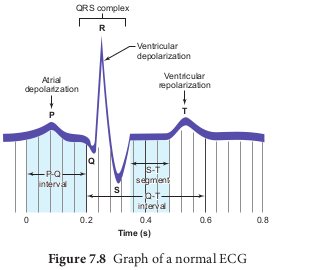 QRS complex
R
Ventricular
depolarization
Atrial
depolarization
P
Ventricular
repolarization
T
Q
S
P-Q
interval
S-T
segment
Q-T
interval
0 0.2 0.4 0.6 0.8
Time (s)
Figure 7.8 Graph of a normal ECG